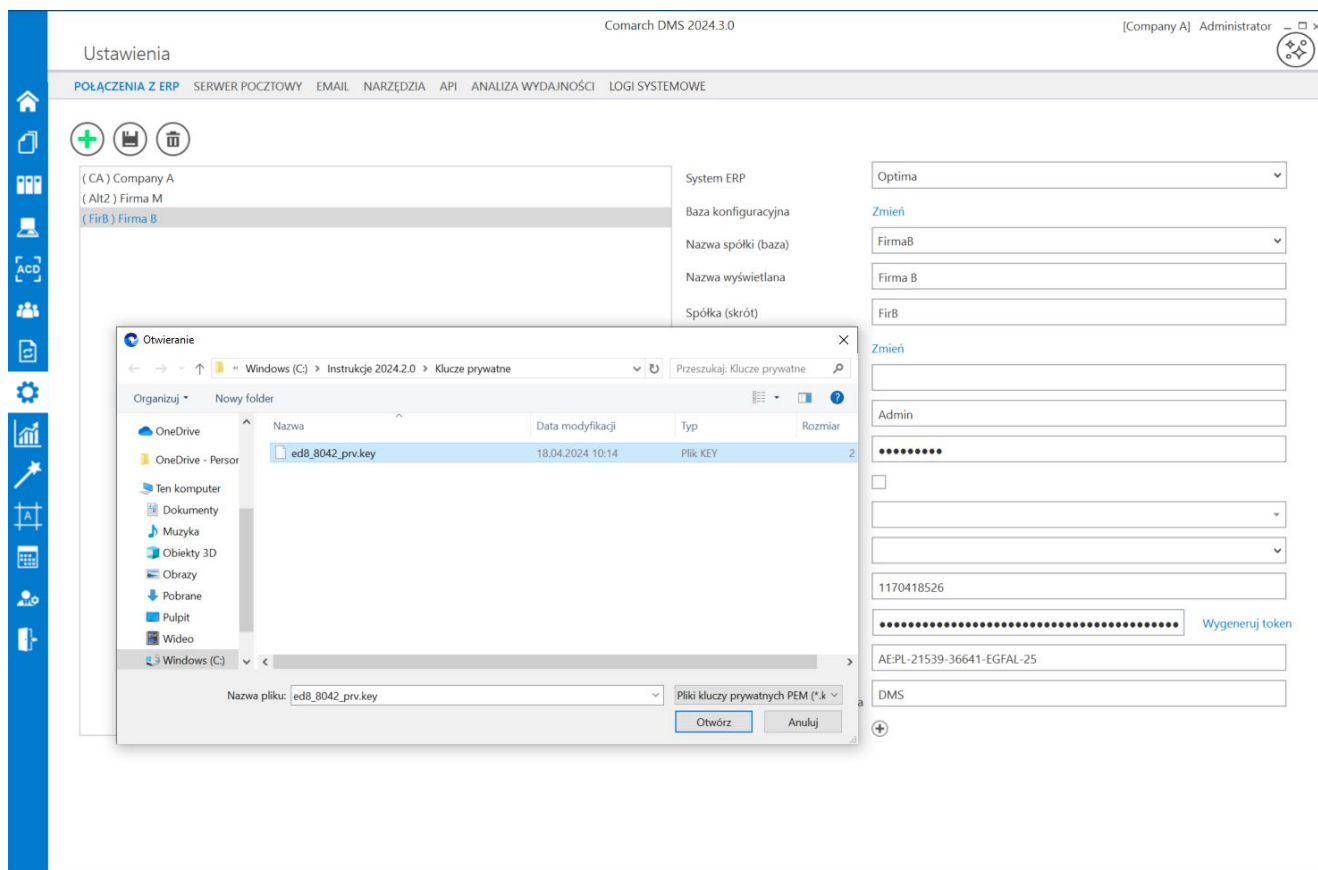 Comarch DMS 2024.3.0
[Company A] Administrator
Ustawienia
POŁĄCZENIA Z ERP SERWER POCZTOWY EMAIL NARZĘDZIA API ANALIZA WYDAJNOŚCI LOGI SYSTEMOWE
( CA ) Company A
( Alt2 ) Firma M
( FirB ) Firma B
System ERP Optima
Baza konfiguracyjna Zmień
Nazwa spółki (baza) FirmaB
Nazwa wyświetlana Firma B
Spółka (skrót) FirB
Zmień
Admin
1170418526
Wygeneruj token
AE:PL-21539-36641-EGFAL-25
a DMS
ACD
A
Otwieranie
« Windows (C:) > Instrukcje 2024.2.0 > Klucze prywatne
Przeszukaj: Klucze prywatne
Organizuj Nowy folder
OneDrive
OneDrive - Persor
Ten komputer
Dokumenty
Muzyka
Obiekty 3D
Obrazy
Pobrane
Pulpit
Wideo
Windows (C:)
Nazwa Data modyfikacji Typ Rozmiar
ed8_8042_prv.key 18.04.2024 10:14 Plik KEY 2
Nazwa pliku: ed8_8042_prv.key
Pliki kluczy prywatnych PEM (*.k
Otwórz Anuluj